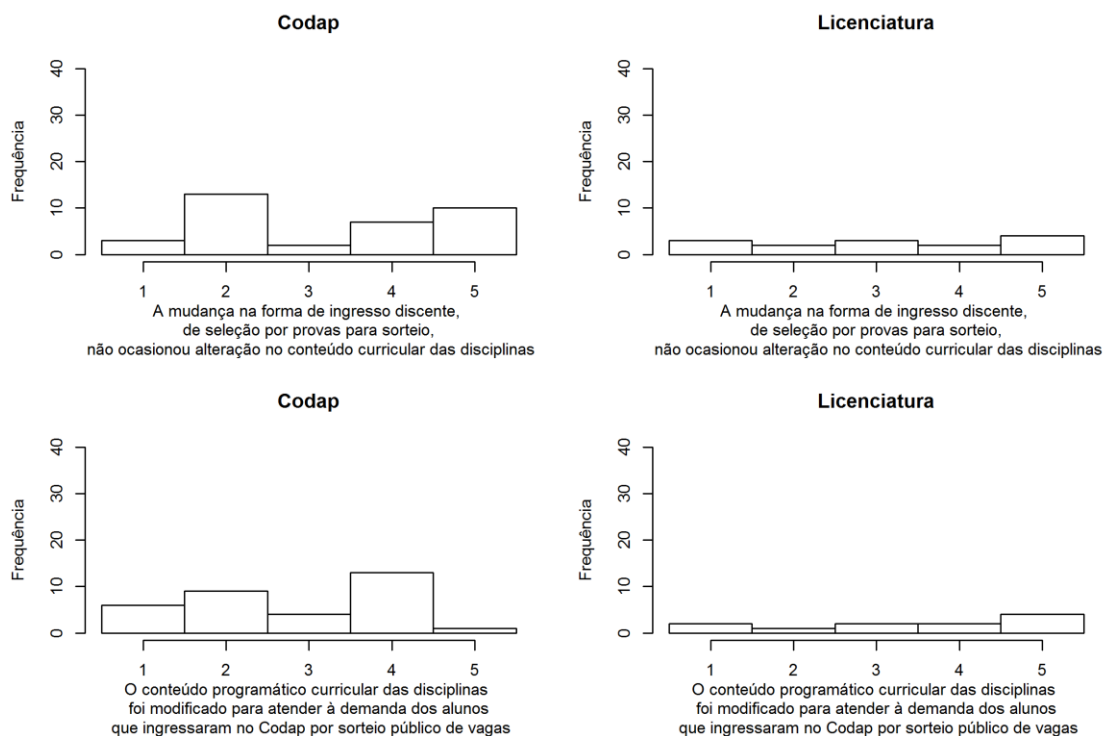 Codap
Frequência
40
30
20
10
0
1 2 3 4 5
A mudança na forma de ingresso discente,
de seleção por provas para sorteio,
não ocasionou alteração no conteúdo curricular das disciplinas
Licenciatura
Frequência
40
30
20
10
0
1 2 3 4 5
A mudança na forma de ingresso discente,
de seleção por provas para sorteio,
não ocasionou alteração no conteúdo curricular das disciplinas
Codap
Frequência
40
30
20
10
0
1 2 3 4 5
O conteúdo programático curricular das disciplinas
foi modificado para atender à demanda dos alunos
que ingressaram no Codap por sorteio público de vagas
Licenciatura
Frequência
40
30
20
10
0
1 2 3 4 5
O conteúdo programático curricular das disciplinas
foi modificado para atender à demanda dos alunos
que ingressaram no Codap por sorteio público de vagas